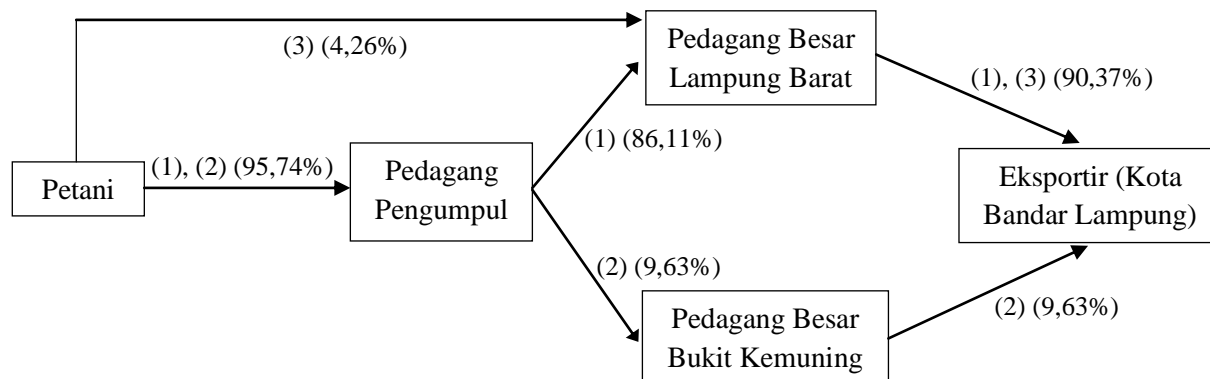 (3) (4,26%)
Pedagang Besar
Lampung Barat
(1), (3) (90,37%)
(1) (86,11%)
(1), (2) (95,74%)
Petani
Pedagang
Pengumpul
Eksportir (Kota
Bandar Lampung)
(2) (9,63%)
Pedagang Besar
Bukit Kemuning
(2) (9,63%)